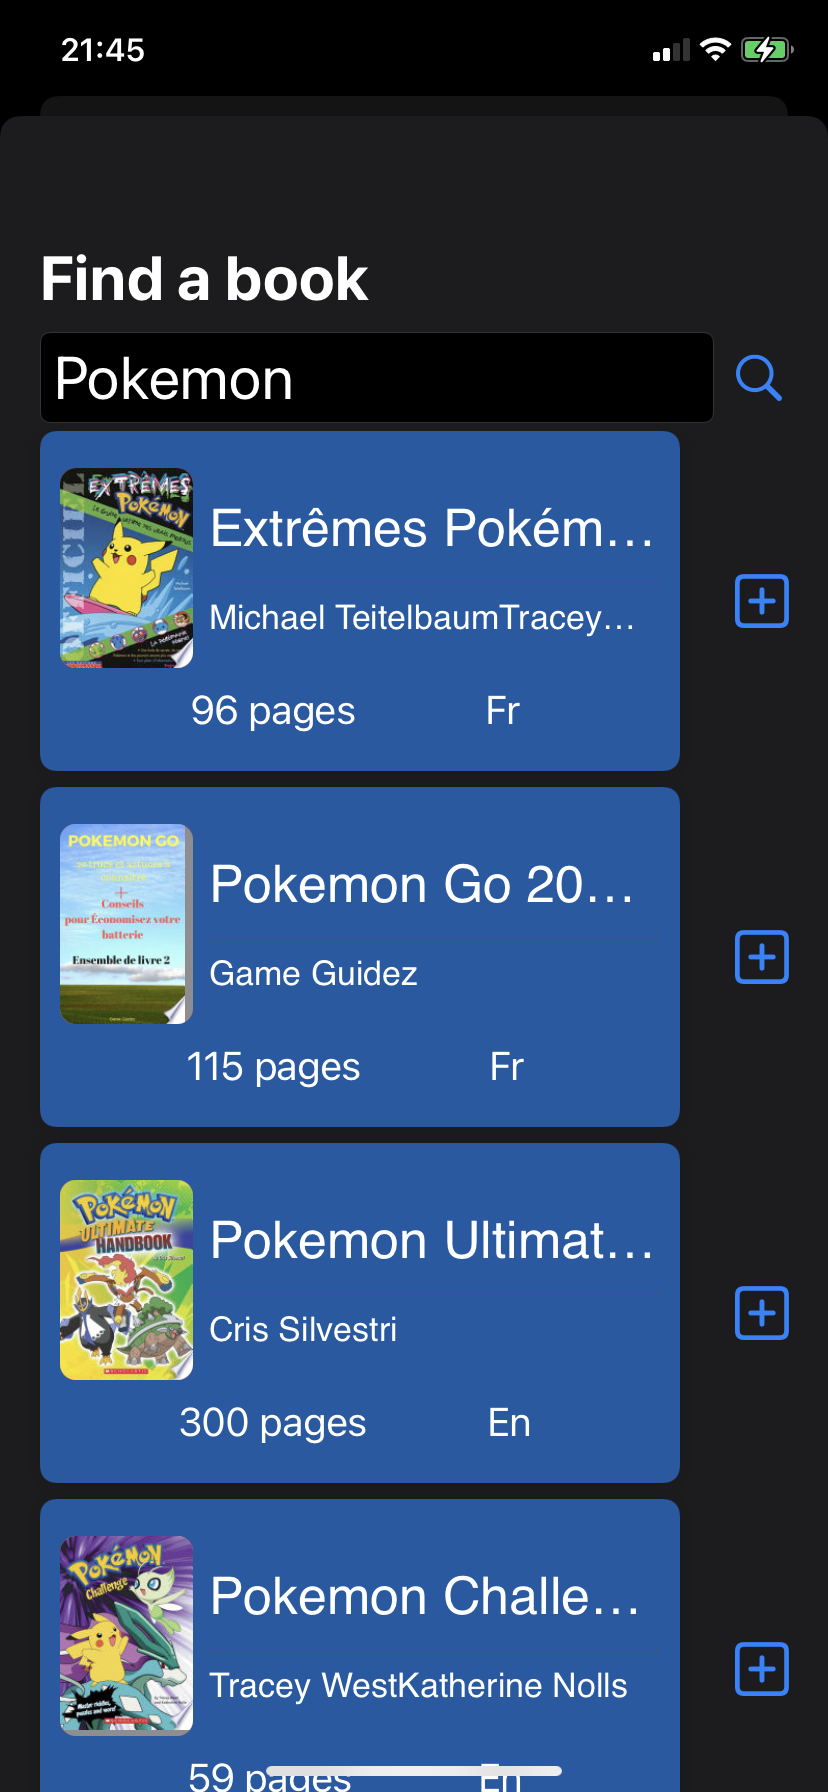 21:45
Find a book
Pokemon
EXTRÊMES
POKéMON
Extrêmes Pokém...
Michael TeitelbaumTracey...
96 pages Fr
POKEMON GO
+
Conseils
pour Économisez votre
batterie
Ensemble de livre 2
Pokemon Go 20...
Game Guidez
115 pages Fr
POKéMON
ULTIMATE
HANDBOOK
SCHOLASTIC
Pokemon Ultimat...
Cris Silvestri
300 pages En
POKéMON
Challenge
Pokemon Challe...
Tracey WestKatherine Nolls
59 pages En